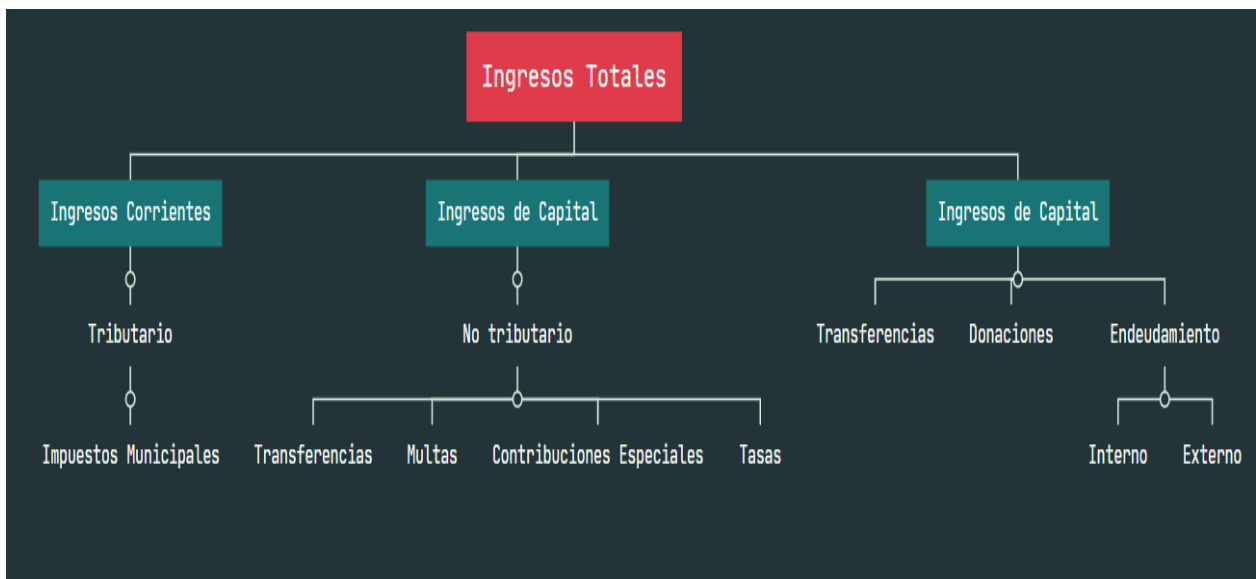 Ingresos Totales
Ingresos Corrientes
Ingresos de Capital
Ingresos de Capital
Tributario
No tributario
Transferencias
Donaciones
Endeudamiento
Impuestos Municipales
Transferencias
Multas
Contribuciones Especiales
Tasas
Interno
Externo